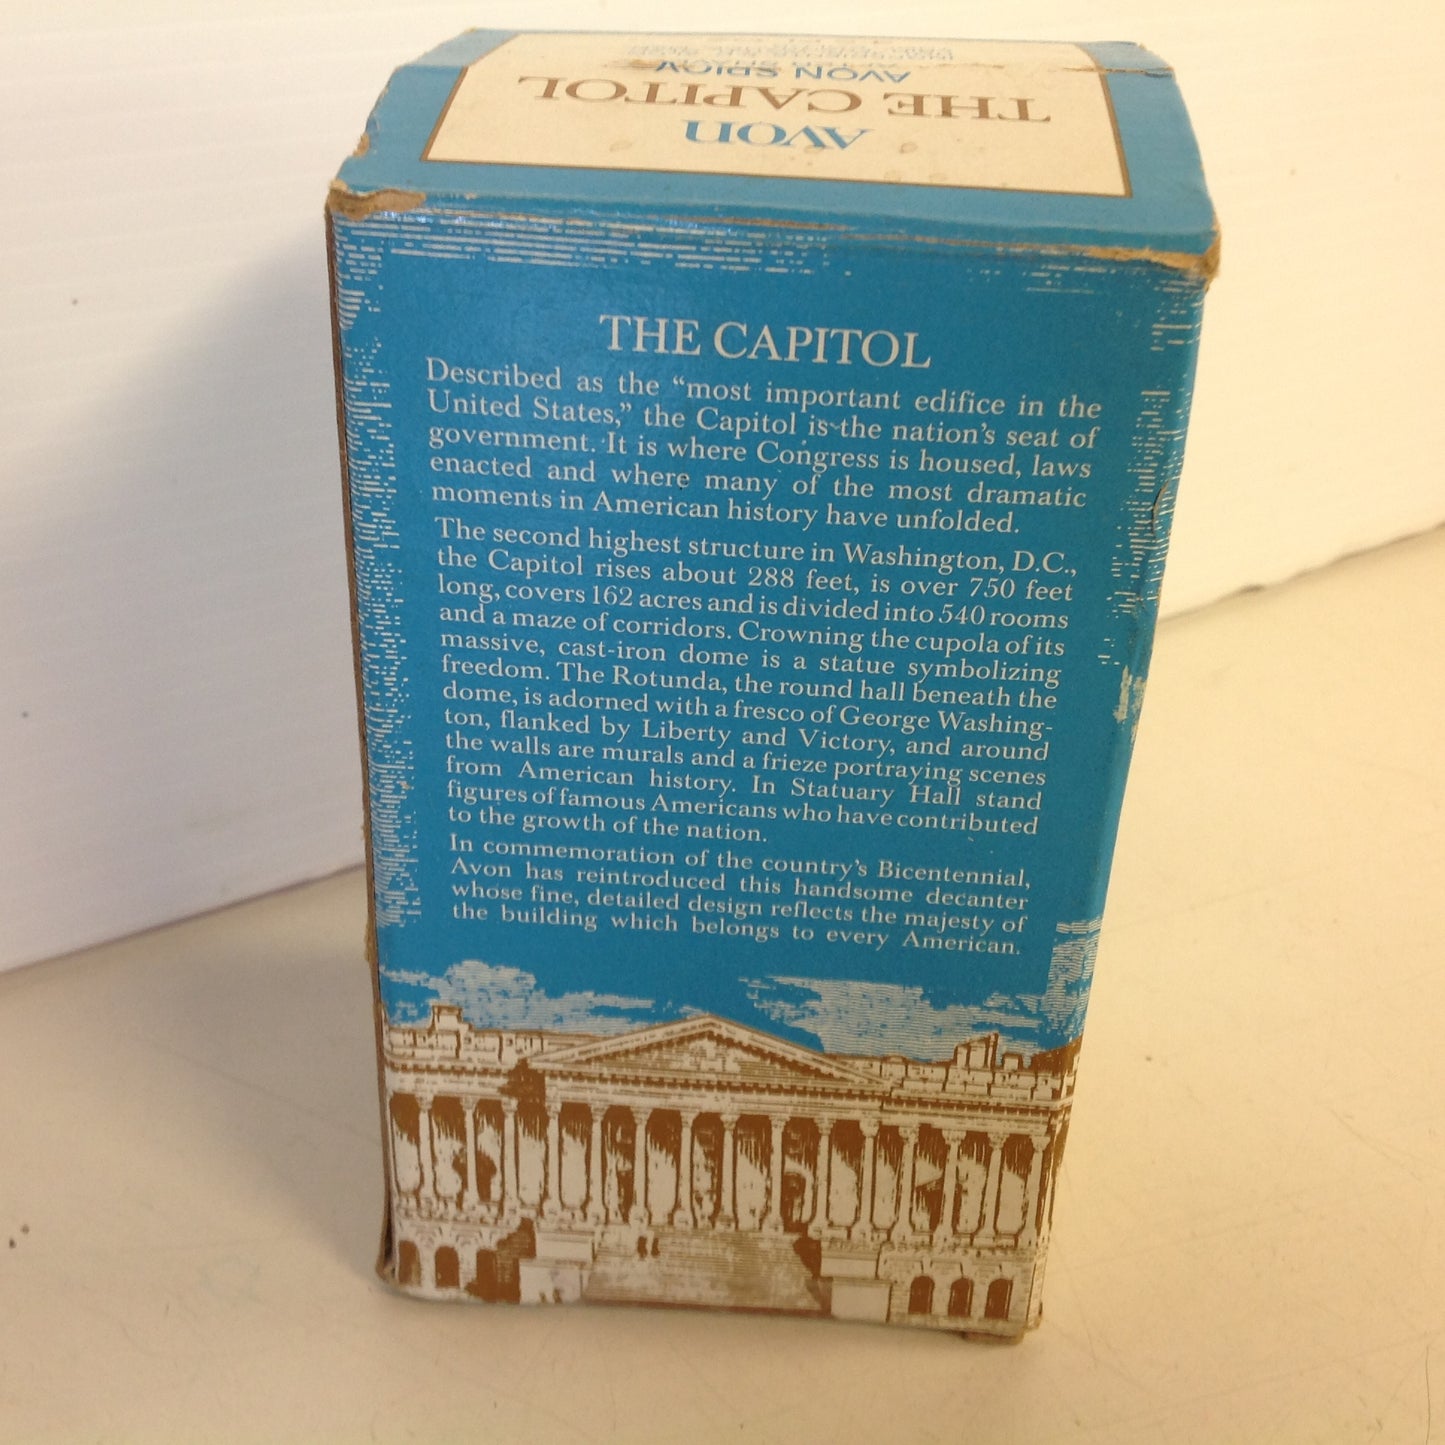 AVON
THE CAPITOL
AVON SPICY
AFTER SHAVE
THE CAPITOL
Described as the “most important edifice in the
United States,” the Capitol is the nation’s seat of
government. It is where Congress is housed, laws
enacted and where many of the most dramatic
moments in American history have unfolded.
The second highest structure in Washington, D.C.,
the Capitol rises about 288 feet, is over 750 feet
long, covers 162 acres and is divided into 540 rooms
and a maze of corridors. Crowning the cupola of its
massive, cast-iron dome is a statue symbolizing
freedom. The Rotunda, the round hall beneath the
dome, is adorned with a fresco of George Washing-
ton, flanked by Liberty and Victory, and around
the walls are murals and a frieze portraying scenes
from American history. In Statuary Hall stand
figures of famous Americans who have contributed
to the growth of the nation.
In commemoration of the country’s Bicentennial,
Avon has reintroduced this handsome decanter
whose fine, detailed design reflects the majesty of
the building which belongs to every American.